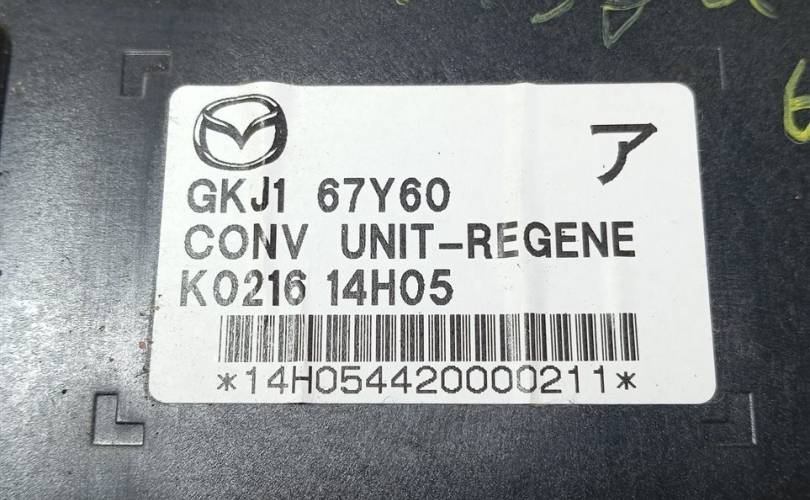 ア
GKJ1 67Y60
CONV UNIT-REGENE
K0216 14H05
*14H054420000211*